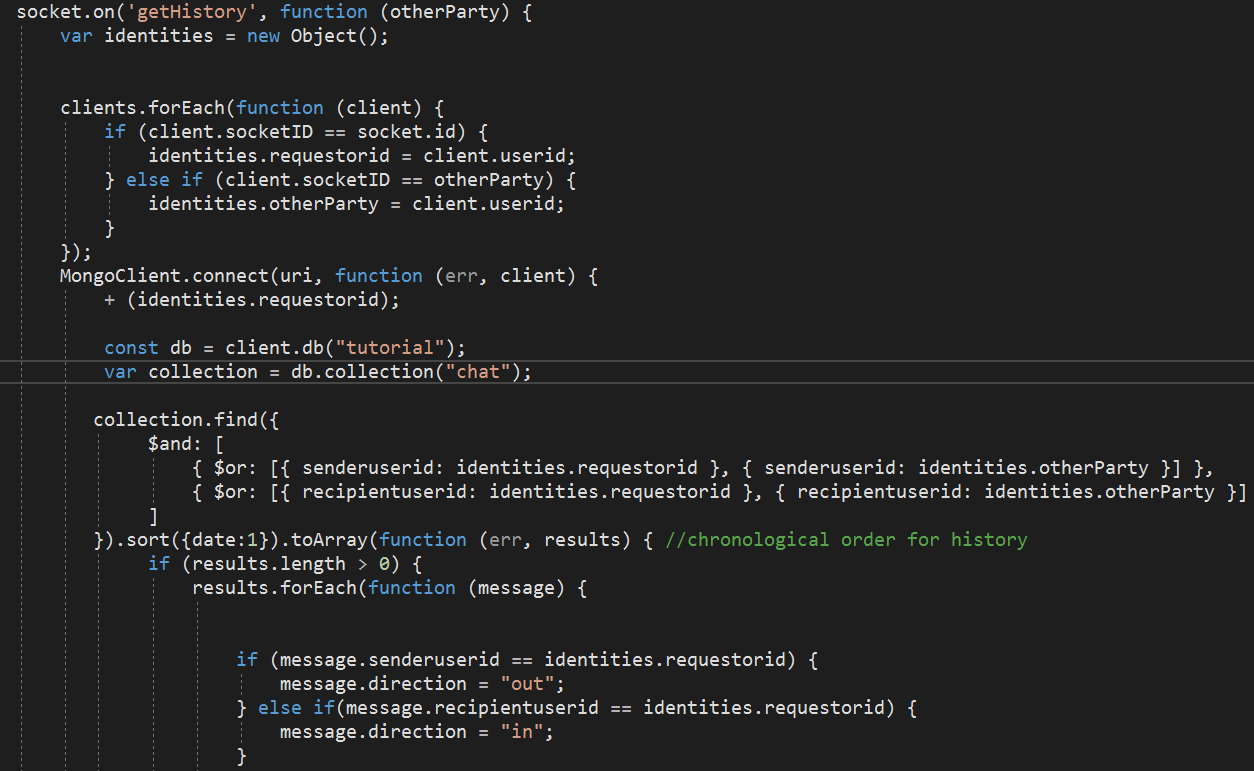 socket.on('getHistory', function (otherParty) {
var identities = new Object();
clients.forEach(function (client) {
if (client.socketID == socket.id) {
identities.requestorid = client.userid;
} else if (client.socketID == otherParty) {
identities.otherParty = client.userid;
}
});
MongoClient.connect(uri, function (err, client) {
+ (identities.requestorid);
const db = client.db("tutorial");
var collection = db.collection("chat");
collection.find({
$and: [
{ $or: [{ senderuserid: identities.requestorid }, { senderuserid: identities.otherParty }] },
{ $or: [{ recipientuserid: identities.requestorid }, { recipientuserid: identities.otherParty }]
]
}).sort({date:1}).toArray(function (err, results) { //chronological order for history
if (results.length > 0) {
results.forEach(function (message) {
if (message.senderuserid == identities.requestorid) {
message.direction = "out";
} else if(message.recipientuserid == identities.requestorid) {
message.direction = "in";
}